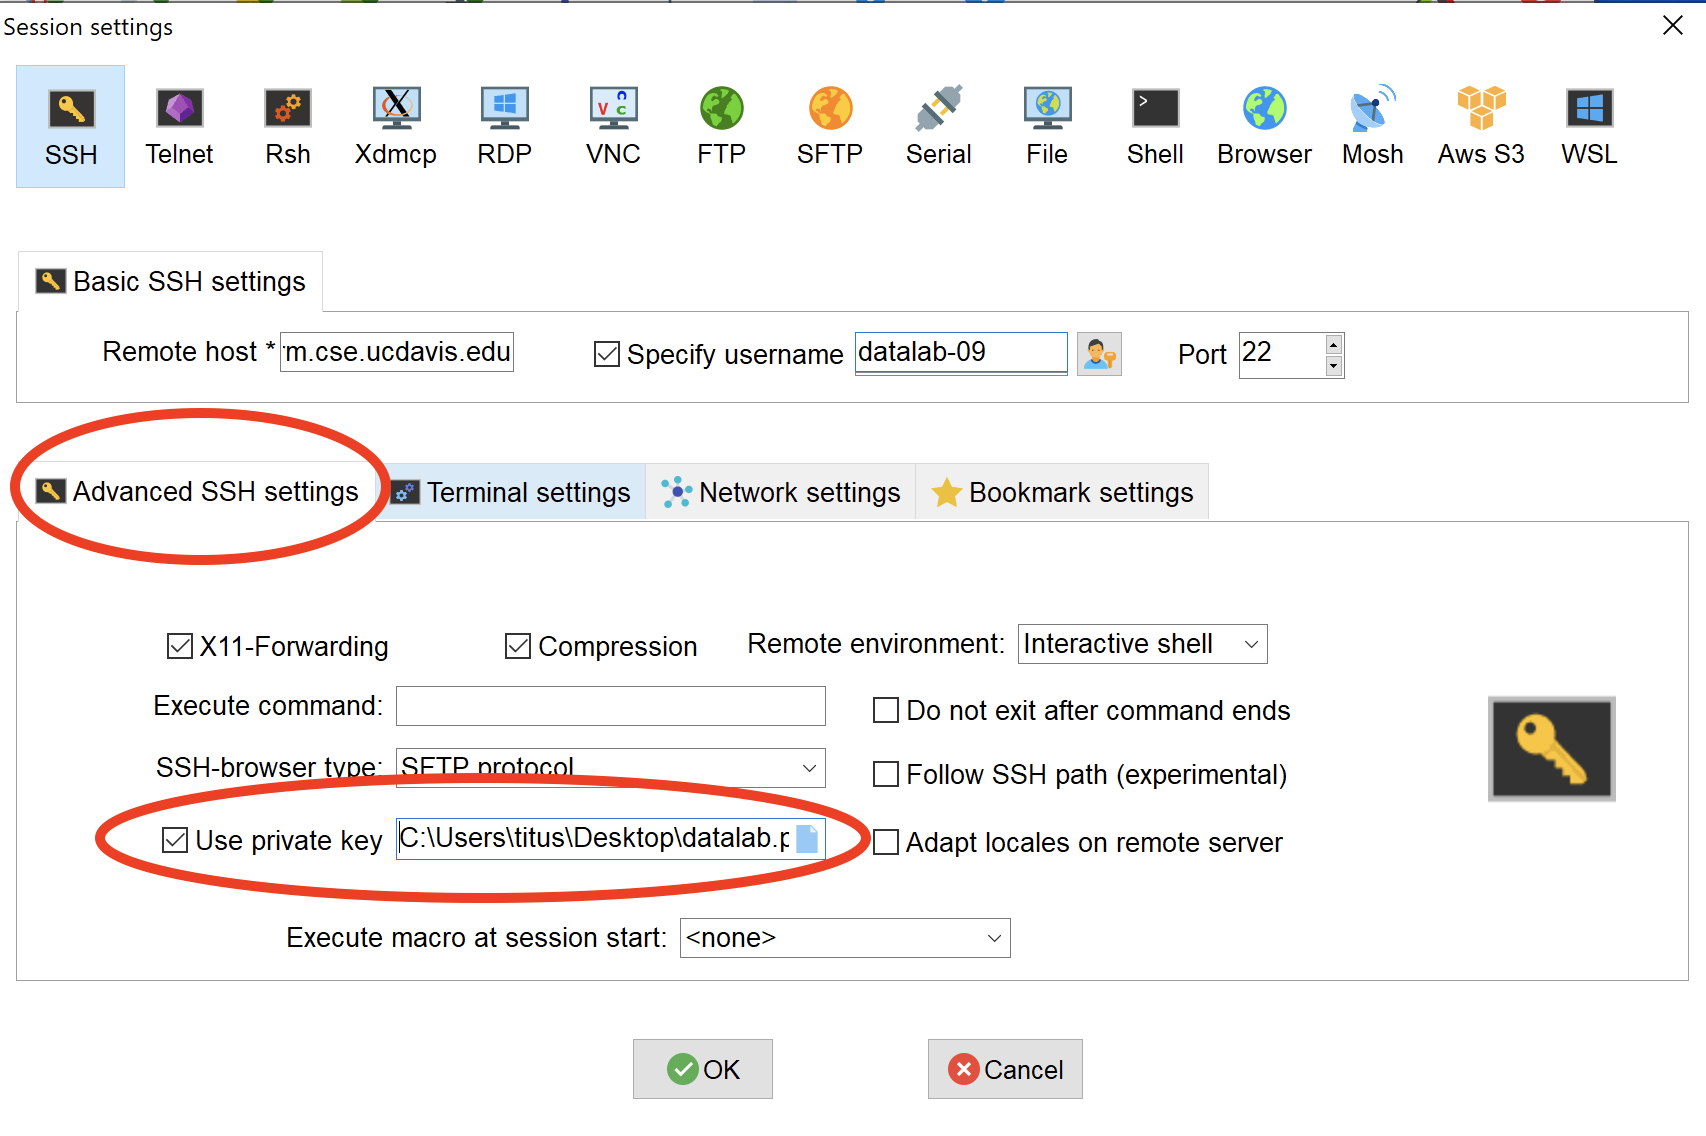 Session settings
SSH Telnet Rsh Xdmcp RDP VNC FTP SFTP Serial File Shell Browser Mosh Aws S3 WSL
Basic SSH settings
Remote host * m.cse.ucdavis.edu Specify username datalab-09 Port 22
Advanced SSH settings Terminal settings Network settings Bookmark settings
X11-Forwarding Compression Remote environment: Interactive shell
Execute command: Do not exit after command ends
SSH-browser type: SFTP protocol Follow SSH path (experimental)
Use private key C:\Users\titus\Desktop\datalab.p Adapt locales on remote server
Execute macro at session start: <none>
OK Cancel